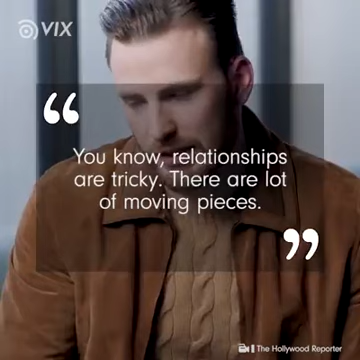 VIX
“
You know, relationships
are tricky. There are lot
of moving pieces.
”
The Hollywood Reporter